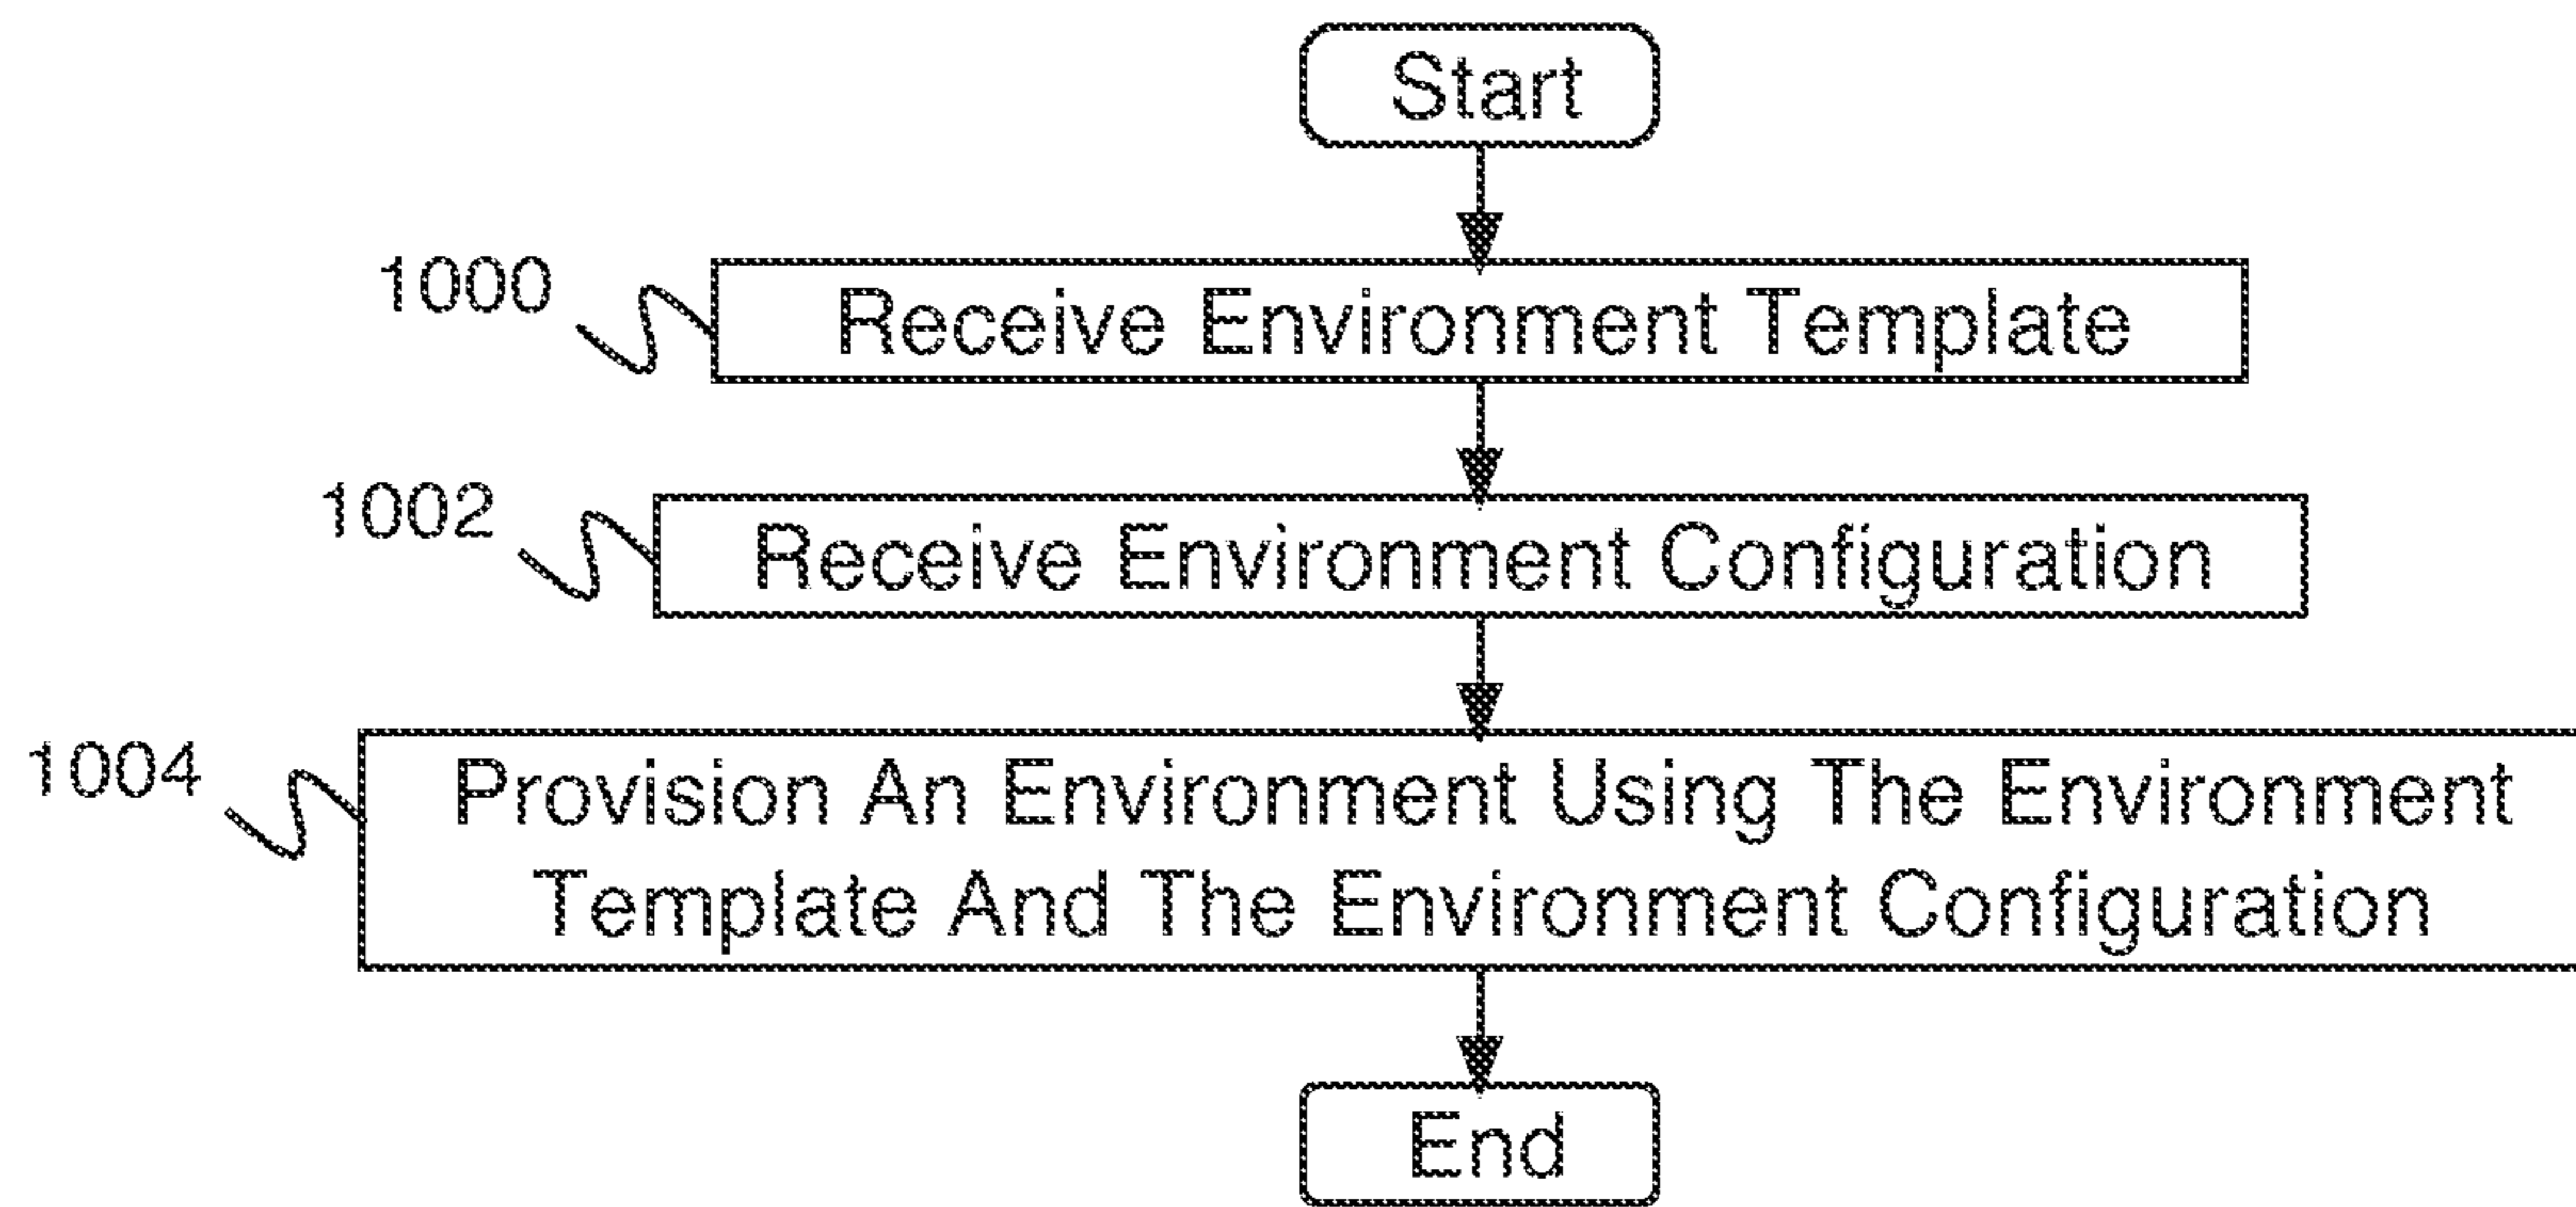 Start
1000
Receive Environment Template
1002
Receive Environment Configuration
1004
Provision An Environment Using The Environment
Template And The Environment Configuration
End